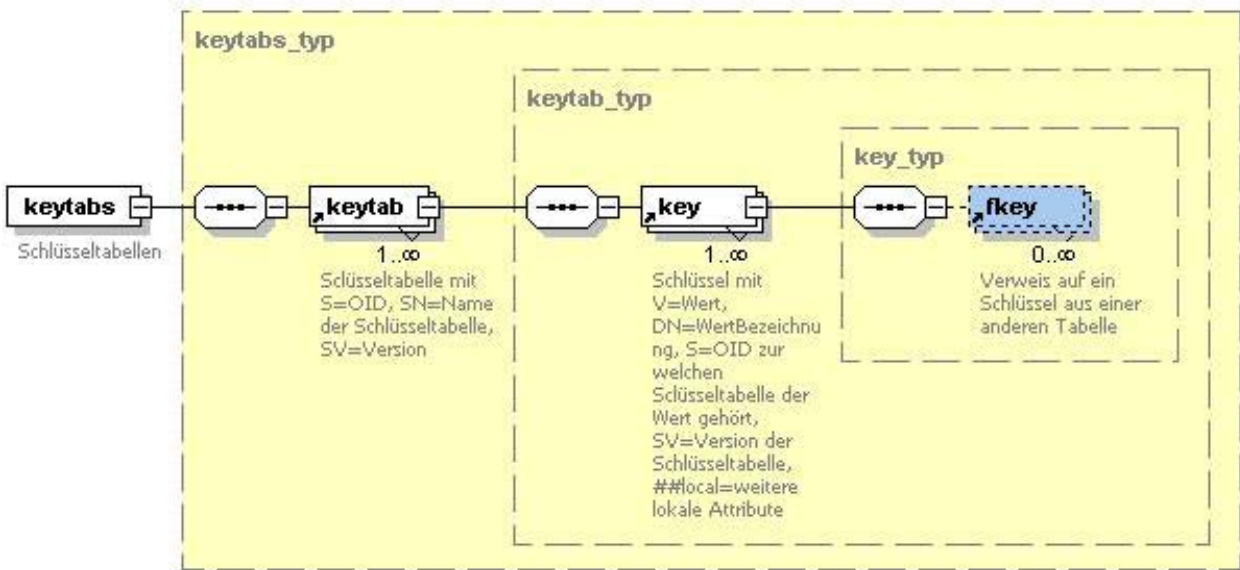 keytabs_typ
keytab_typ
key_typ
keytabs
keytab
key
fkey
Schlüsseltabellen
1..∞
1..∞
0..∞
Sclüsseltabelle mit
S=OID, SN=Name
der Schlüsseltabelle,
SV=Version
Schlüssel mit
V=Wert,
DN=WertBezeichnu
ng, S=OID zur
welchen
Sclüsseltabelle der
Wert gehört,
SV=Version der
Schlüsseltabelle,
##local=weitere
lokale Attribute
Verweis auf ein
Schlüssel aus einer
anderen Tabelle